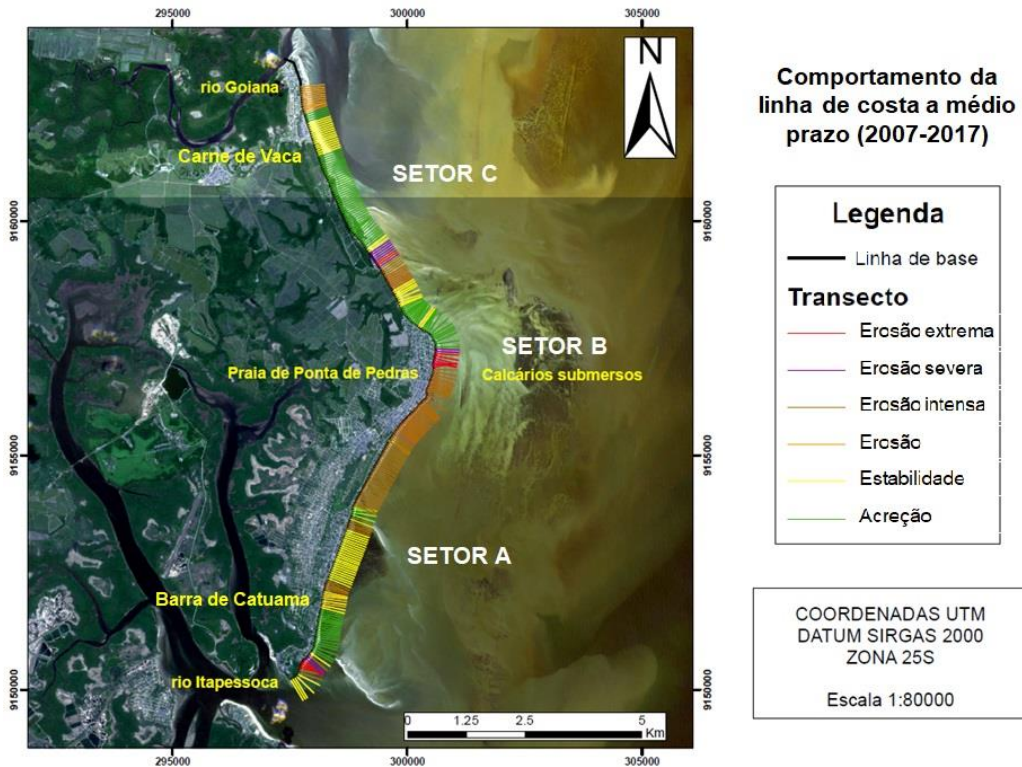 295000
300000
305000
N
rio Goiana
Carne de Vaca
SETOR C
9160000
9160000
SETOR B
Praia de Ponta de Pedras
Calcários submersos
9155000
9155000
SETOR A
Barra de Catuama
rio Itapessoca
9150000
9150000
0 1.25 2.5 5
Km
295000
300000
305000
Comportamento da
linha de costa a médio
prazo (2007-2017)
Legenda
Linha de base
Transecto
Erosão extrema
Erosão severa
Erosão intensa
Erosão
Estabilidade
Acreção
COORDENADAS UTM
DATUM SIRGAS 2000
ZONA 25S
Escala 1:80000